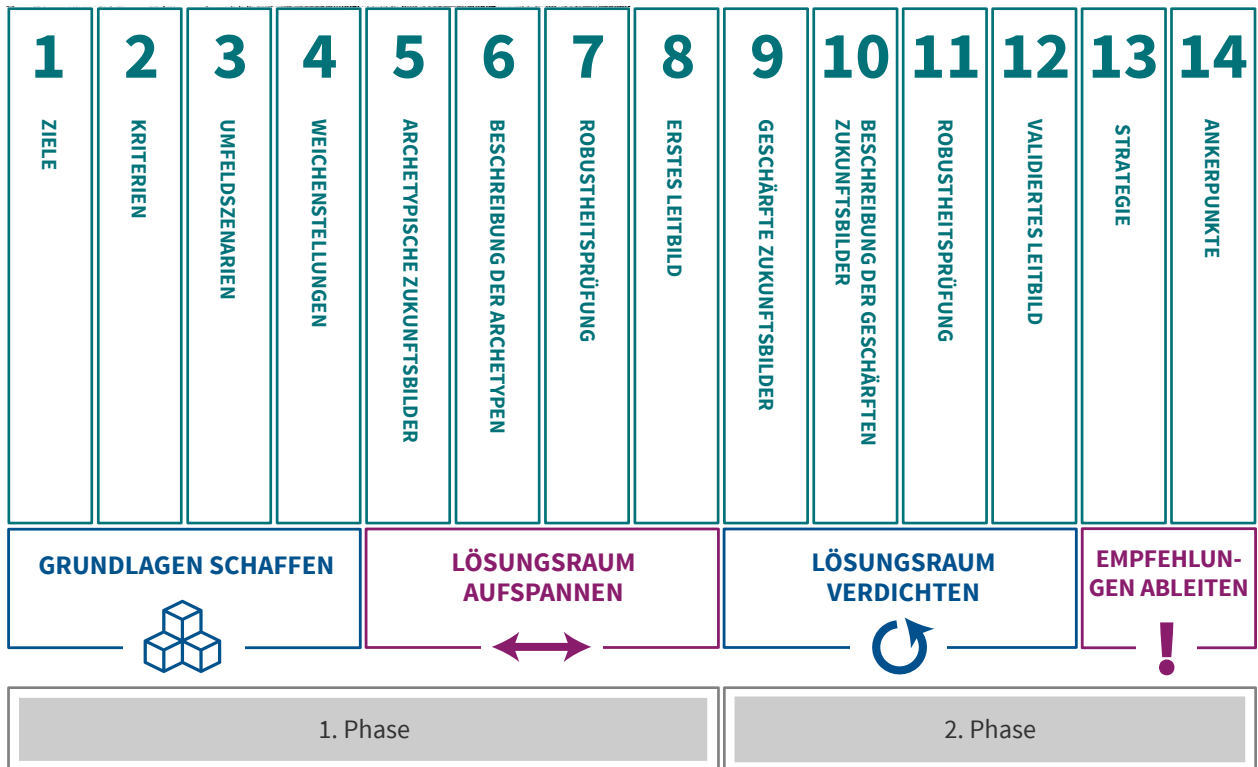 1
ZIELE
2
KRITERIEN
3
UMFELDSZENARIEN
4
WEICHENSTELLUNGEN
5
ARCHETYPISCHE ZUKUNFTSBILDER
6
BESCHREIBUNG DER ARCHETYPEN
7
ROBUSTHEITSPRÜFUNG
8
ERSTES LEITBILD
9
GESCHÄRFTE ZUKUNFTSBILDER
10
BESCHREIBUNG DER GESCHÄRFTEN
ZUKUNFTSBILDER
11
ROBUSTHEITSPRÜFUNG
12
VALIDIERTES LEITBILD
13
STRATEGIE
14
ANKERPUNKTE
GRUNDLAGEN SCHAFFEN
LÖSUNGSRAUM
AUFSPANNEN
LÖSUNGSRAUM
VERDICHTEN
EMPFEHLUN-
GEN ABLEITEN
!
1. Phase
2. Phase